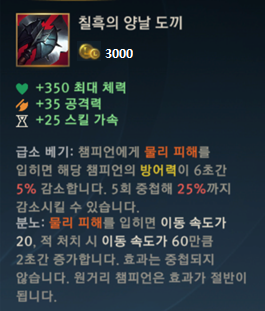 칠흑의 양날 도끼
3000
+350 최대 체력
+35 공격력
+25 스킬 가속
급소 베기: 챔피언에게 물리 피해를
입히면 해당 챔피언의 방어력이 6초간
5% 감소합니다. 5회 중첩해 25%까지
감소시킬 수 있습니다.
분노: 물리 피해를 입히면 이동 속도가
20, 적 처치 시 이동 속도가 60만큼
2초간 증가합니다. 효과는 중첩되지
않습니다. 원거리 챔피언은 효과가 절반이
됩니다.